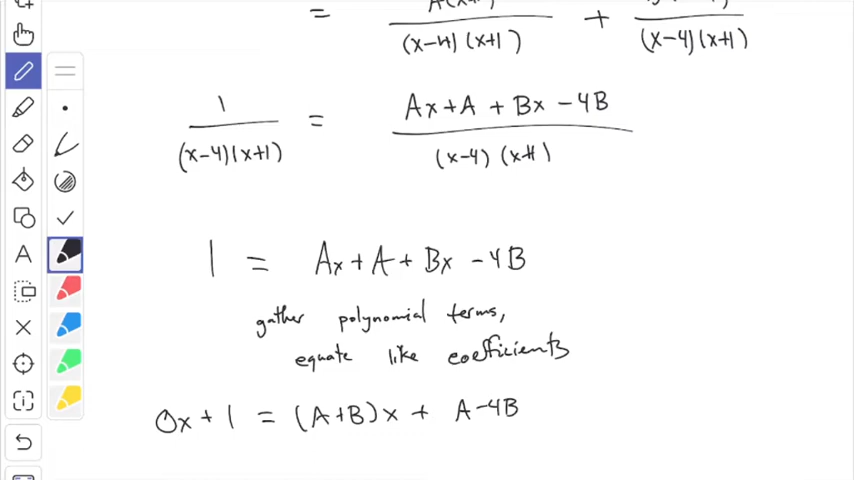 =
(x-4)(x+1) + (x-4)(x+1)
1 = Ax+A + Bx -4B
(x-4)(x+1) (x-4) (x+1)
1 = Ax+A+ Bx -4B
gather polynomial terms,
equate like coefficients
0x + 1 = (A+B)x + A-4B